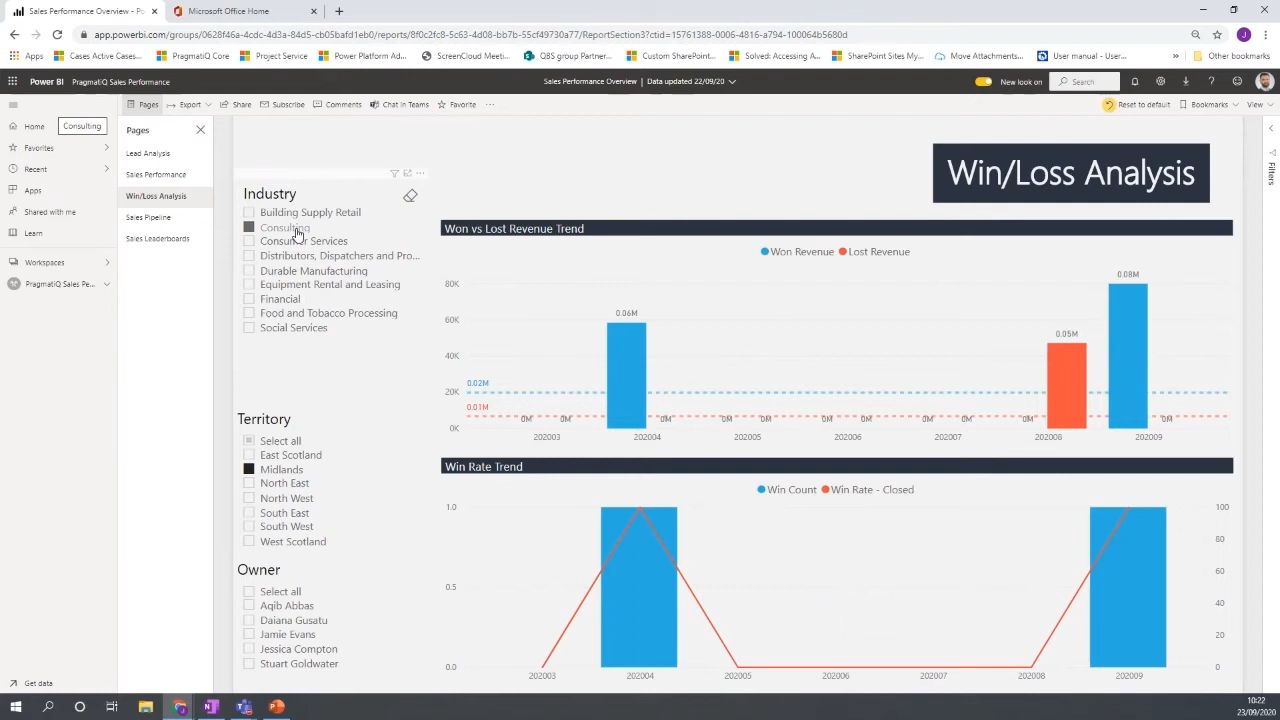 Sales Performance Overview - Po
Microsoft Office Home
app.powerbi.com/groups/0628f46a-4cdc-4d3a-84d5-cb05bafd1eb0/reports/8f0c2fc8-5c63-4d08-bb7b-55cf49730a77/ReportSection3?ctid=15761388-0006-4816-a794-100064b5680d
J
Apps
Cases Active Cases...
PragmatiQ Core
Project Service
Power Platform Ad...
ScreenCloud Meeti...
QBS group Partner...
Custom SharePoint...
Solved: Accessing A...
SharePoint Sites My...
Move Attachments...
User manual - User...
»
Other bookmarks
Power BI
PragmatiQ Sales Performance
Sales Performance Overview | Data updated 22/09/20
New look on
Search
Pages
Export
Share
Subscribe
Comments
Chat in Teams
Favorite
...
Reset to default
Bookmarks
View
Home
Consulting
Favorites
Recent
Apps
Shared with me
Learn
Workspaces
PragmatiQ Sales Pe...
Get data
Pages
Lead Analysis
Sales Performance
Win/Loss Analysis
Sales Pipeline
Sales Leaderboards
Filters
Win/Loss Analysis
Industry
Building Supply Retail
Consulting
Consumer Services
Distributors, Dispatchers and Pro...
Durable Manufacturing
Equipment Rental and Leasing
Financial
Food and Tobacco Processing
Social Services
Territory
Select all
East Scotland
Midlands
North East
North West
South East
South West
West Scotland
Owner
Select all
Aqib Abbas
Daiana Gusatu
Jamie Evans
Jessica Compton
Stuart Goldwater
Won vs Lost Revenue Trend
Won Revenue Lost Revenue
80K
60K
40K
20K
0K
0.02M
0.01M
0.06M
0.05M
0.08M
0M 0M 0M 0M 0M 0M 0M 0M 0M 0M
202003 202004 202005 202006 202007 202008 202009
Win Rate Trend
Win Count Win Rate - Closed
1.0
0.5
0.0
100
80
60
40
20
0
202003 202004 202005 202006 202007 202008 202009
10:22
23/09/2020